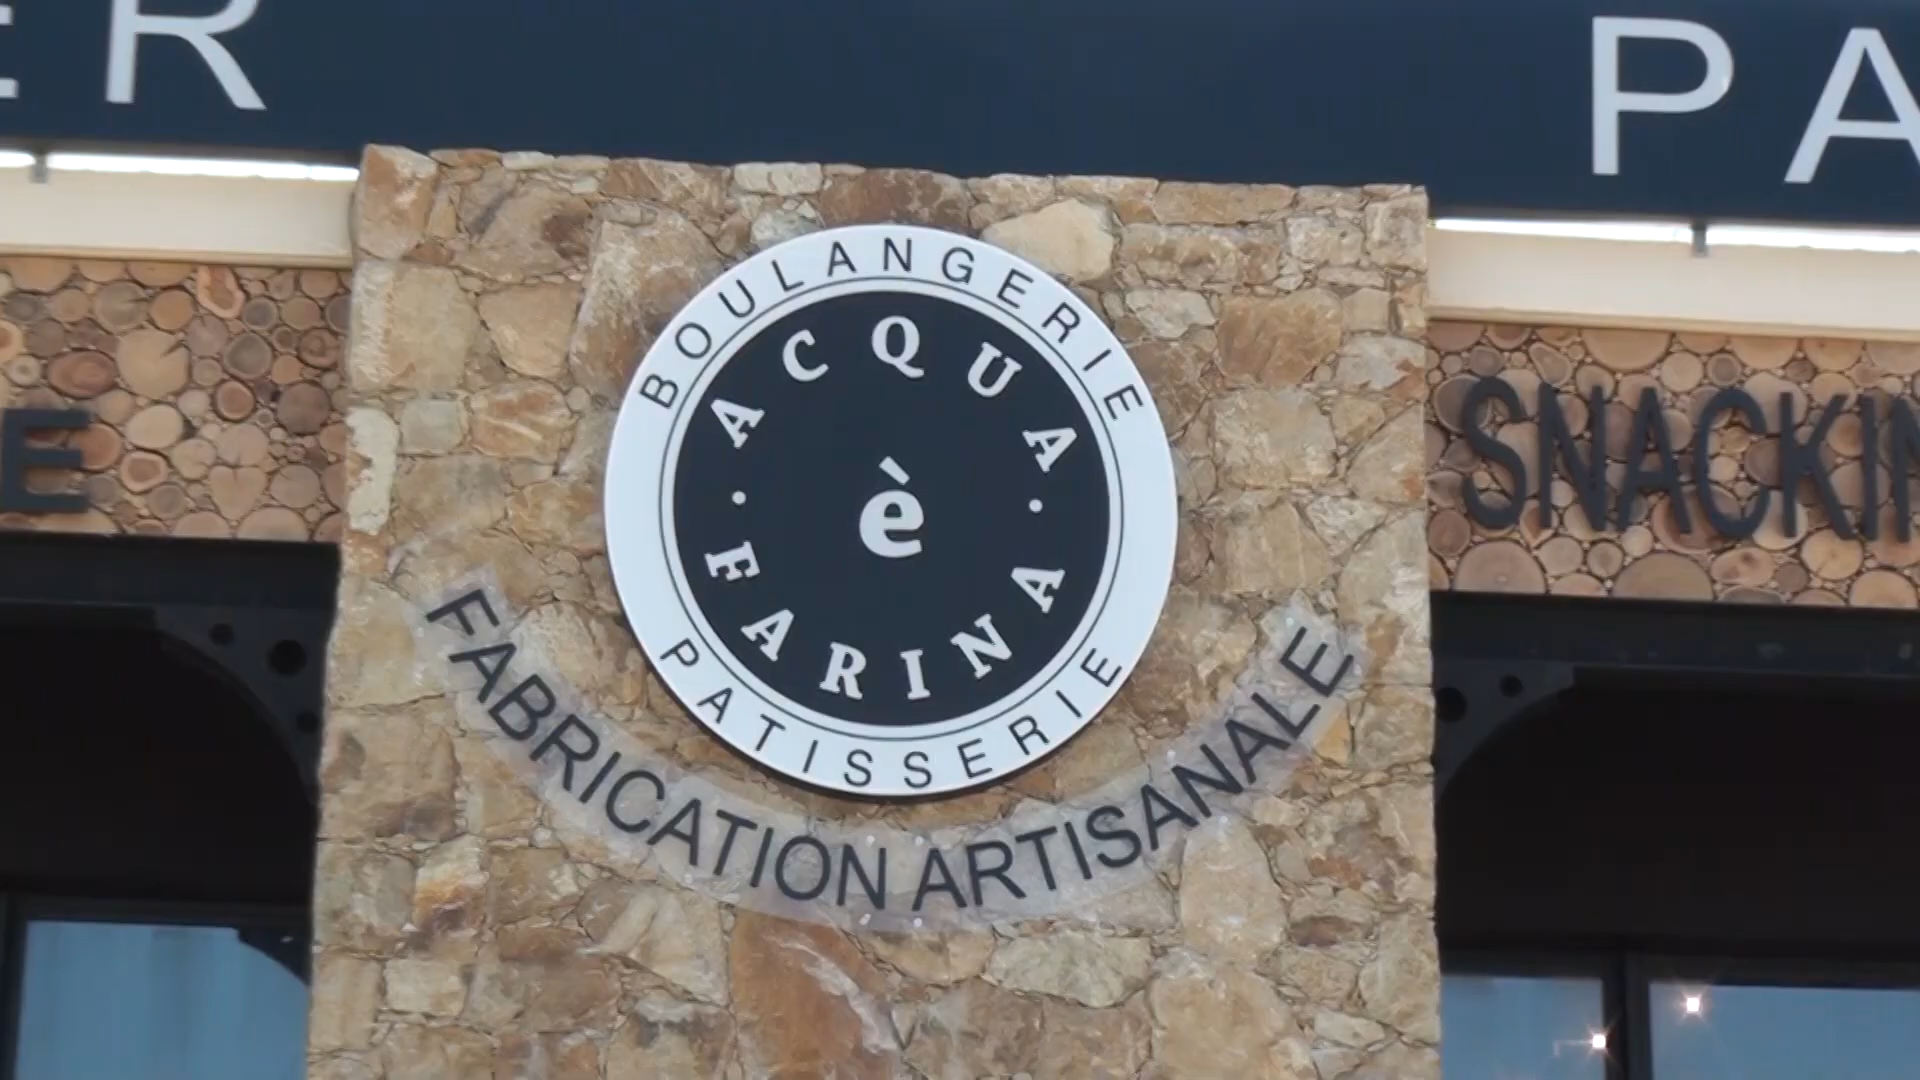 BOULANGERIE
ACQUA
è
FARINA
PATISSERIE
FABRICATION ARTISANALE